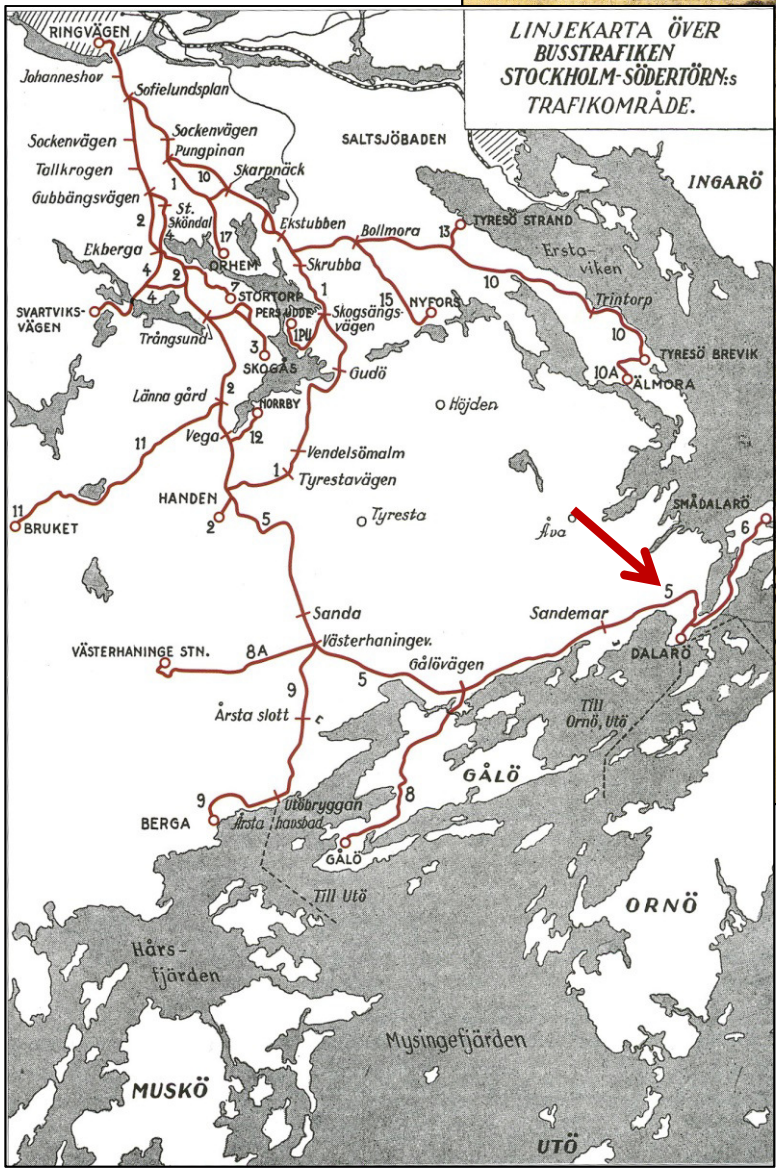 LINJEKARTA ÖVER
BUSSTRAFIKEN
STOCKHOLM-SÖDERTÖRN:s
TRAFIKOMRÅDE.
RINGVÄGEN
Johanneshov
Sofielundsplan
Sockenvägen
Sockenvägen
Pungpinan
SALTSJÖBADEN
Tallkrogen
10
Skarpnäck
INGARÖ
Gubbängsvägen
1
St.
Sköndal
2
4
17
Ekstubben
Bollmora
13
TYRESÖ STRAND
Ekberga
ORHEM
Skrubba
Ersta-
viken
4
2
4
7
STORTORP
1
15
NYFORS
10
Trintorp
SVARTVIKS-
VÄGEN
PERS UDDE
1PU
Skogsängs-
vägen
Trångsund
3
SKOGÅS
10
TYRESÖ BREVIK
Gudö
10A
ÄLMORA
Länna gård
2
NORRBY
Höjden
11
Vega
12
Vendelsömalm
1
Tyrestavägen
HANDEN
SMÅDALARÖ
11
BRUKET
2
5
Tyresta
Åva
6
5
Sanda
Sandemar
VÄSTERHANINGE STN.
8A
Västerhaningev.
DALARÖ
5
Gålövägen
9
Årsta slott
Till
Ornö, Utö
GÅLÖ
8
9
Utöbryggan
BERGA
Årsta havsbad
GÅLÖ
Till Utö
ORNÖ
Hårs-
fjärden
Mysingefjärden
MUSKÖ
UTÖ